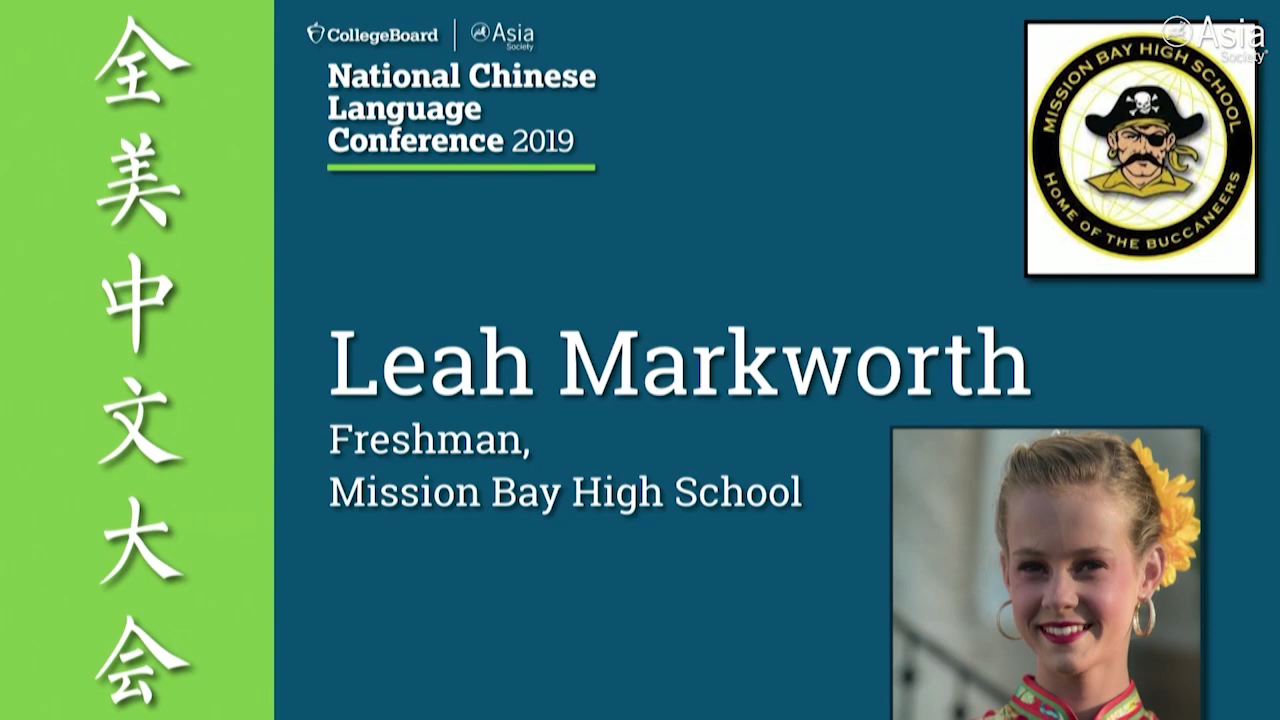 全美中文大会
CollegeBoard
Asia
Society
National Chinese
Language
Conference 2019
Asia
Society
MISSION BAY HIGH SCHOOL
HOME OF THE BUCCANEERS
Leah Markworth
Freshman,
Mission Bay High School